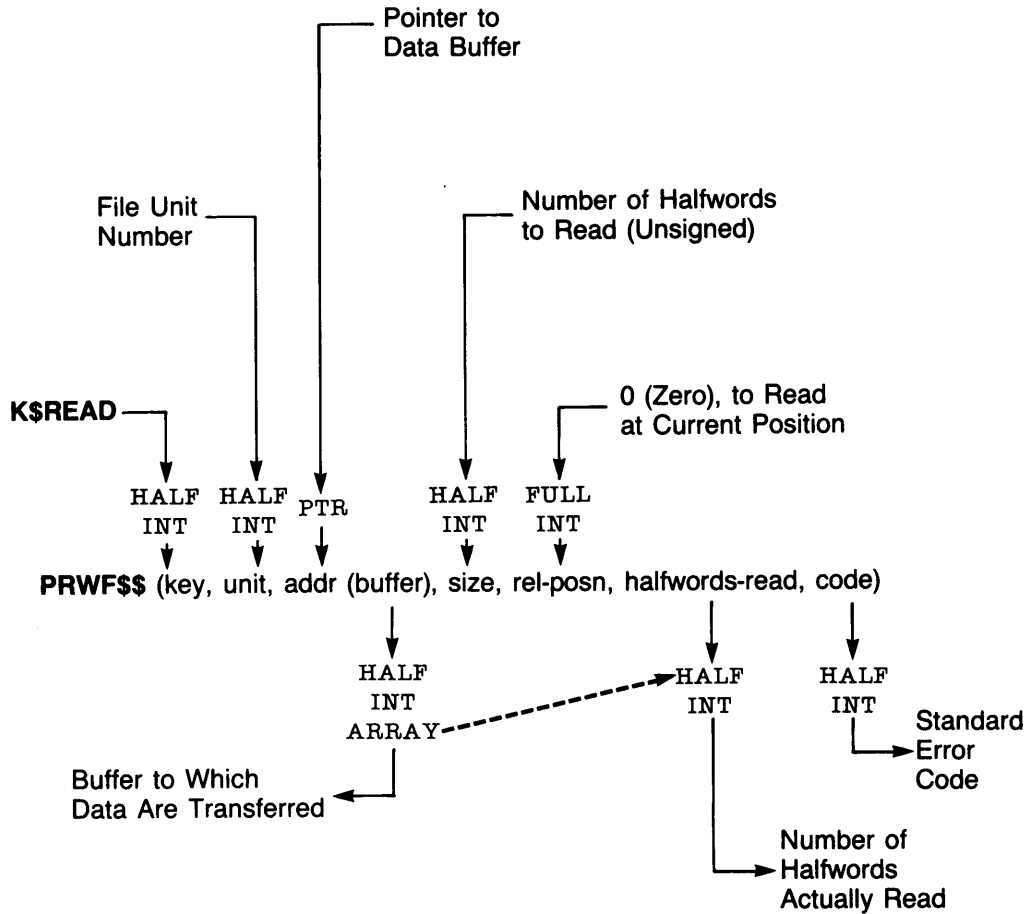 Pointer to
Data Buffer
File Unit
Number
Number of Halfwords
to Read (Unsigned)
K$READ
0 (Zero), to Read
at Current Position
HALF
INT
HALF
INT
PTR
HALF
INT
FULL
INT
PRWF$$ (key, unit, addr (buffer), size, rel-posn, halfwords-read, code)
HALF
INT
ARRAY
HALF
INT
HALF
INT
Standard
Error
Code
Buffer to Which
Data Are Transferred
Number of
Halfwords
Actually Read